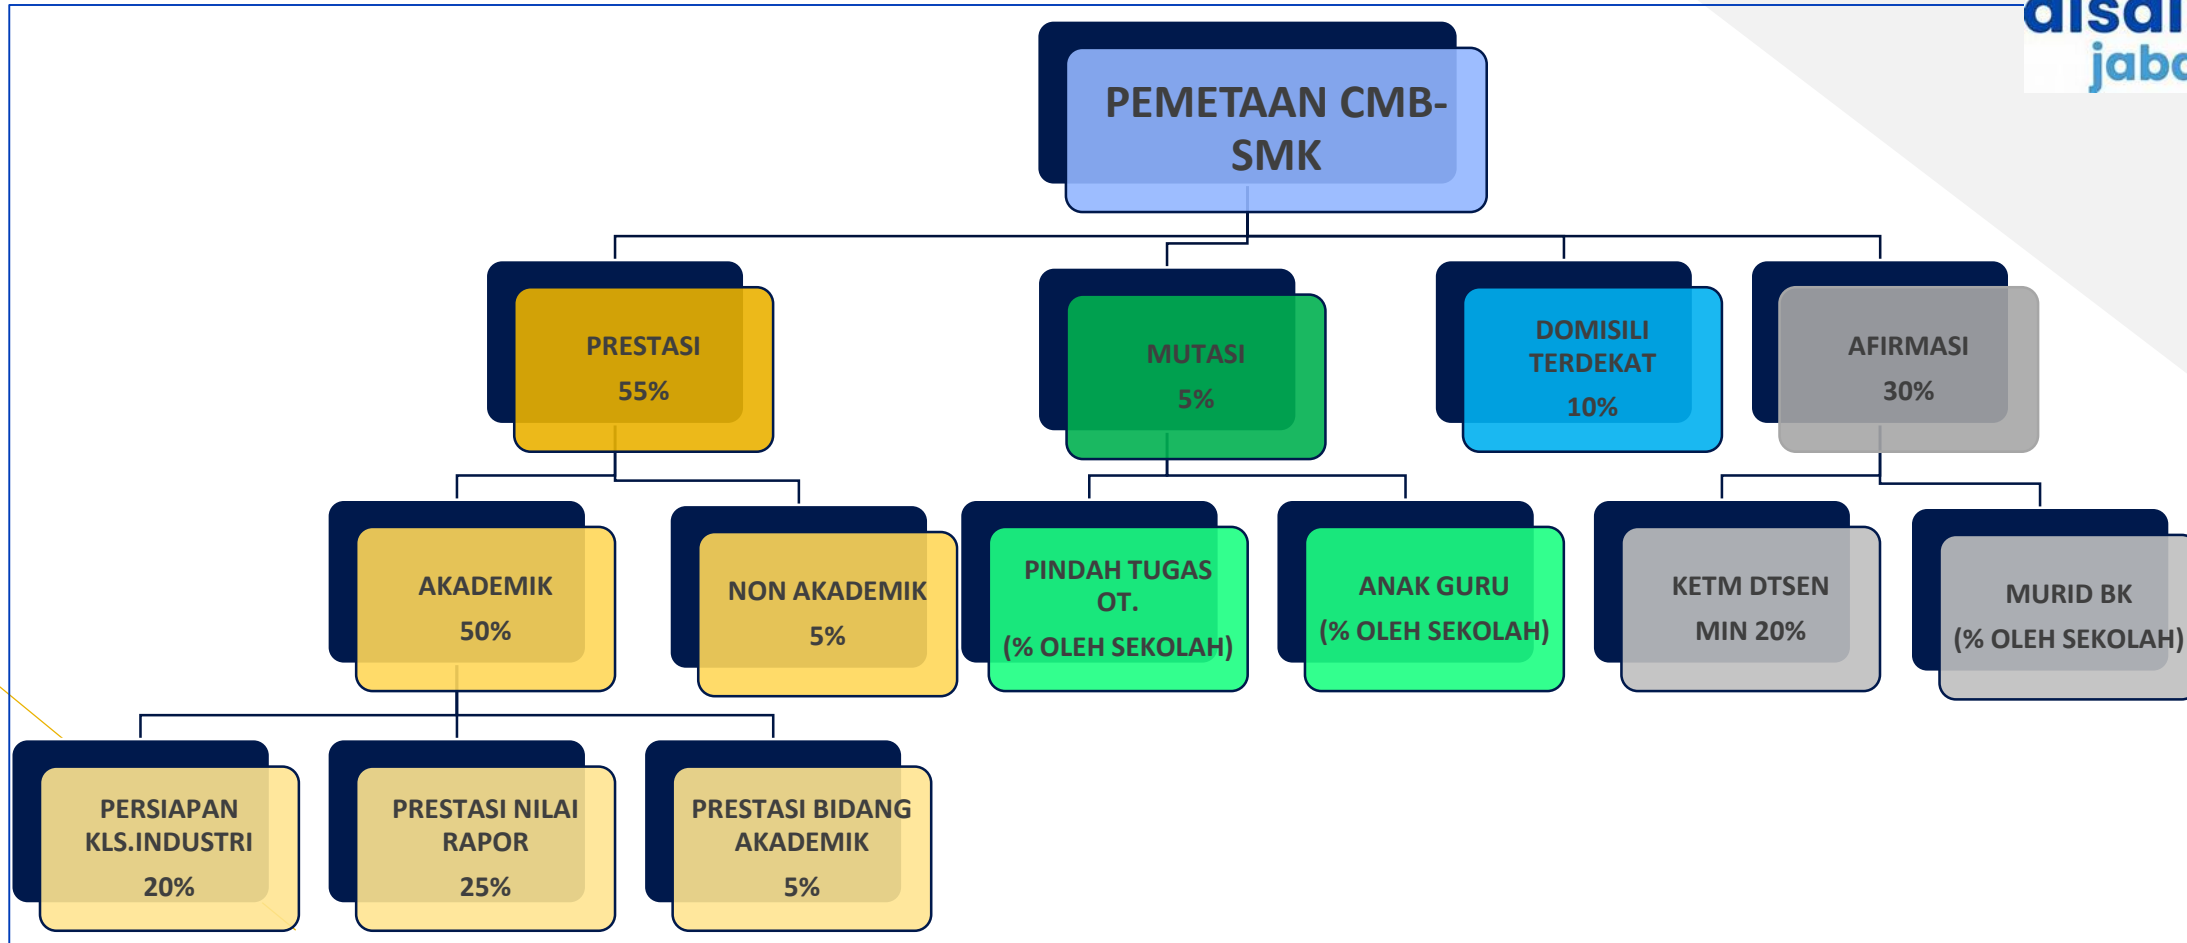 PEMETAAN CMB-
SMK
PRESTASI
55%
MUTASI
5%
DOMISILI
TERDEKAT
10%
AFIRMASI
30%
AKADEMIK
50%
NON AKADEMIK
5%
PINDAH TUGAS
OT.
(% OLEH SEKOLAH)
ANAK GURU
(% OLEH SEKOLAH)
KETM DTSEN
MIN 20%
MURID BK
(% OLEH SEKOLAH)
PERSIAPAN
KLS.INDUSTRI
20%
PRESTASI NILAI
RAPOR
25%
PRESTASI BIDANG
AKADEMIK
5%